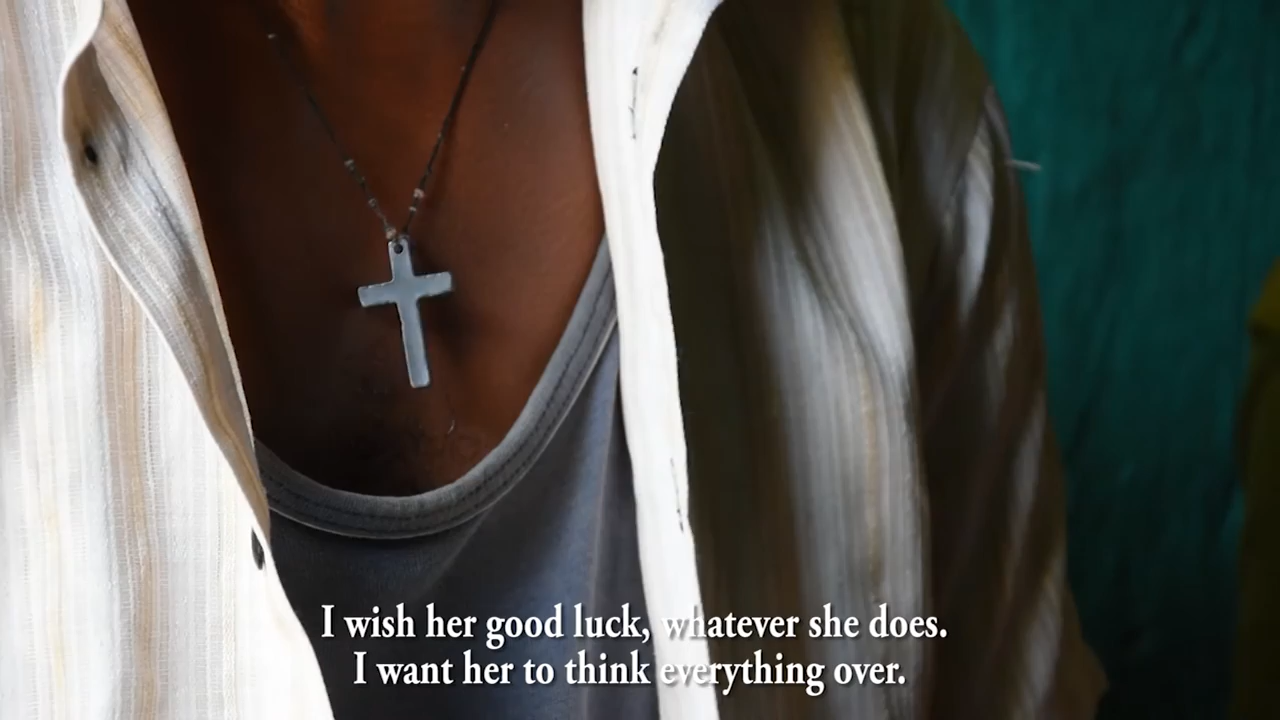 I wish her good luck, whatever she does.
I want her to think everything over.